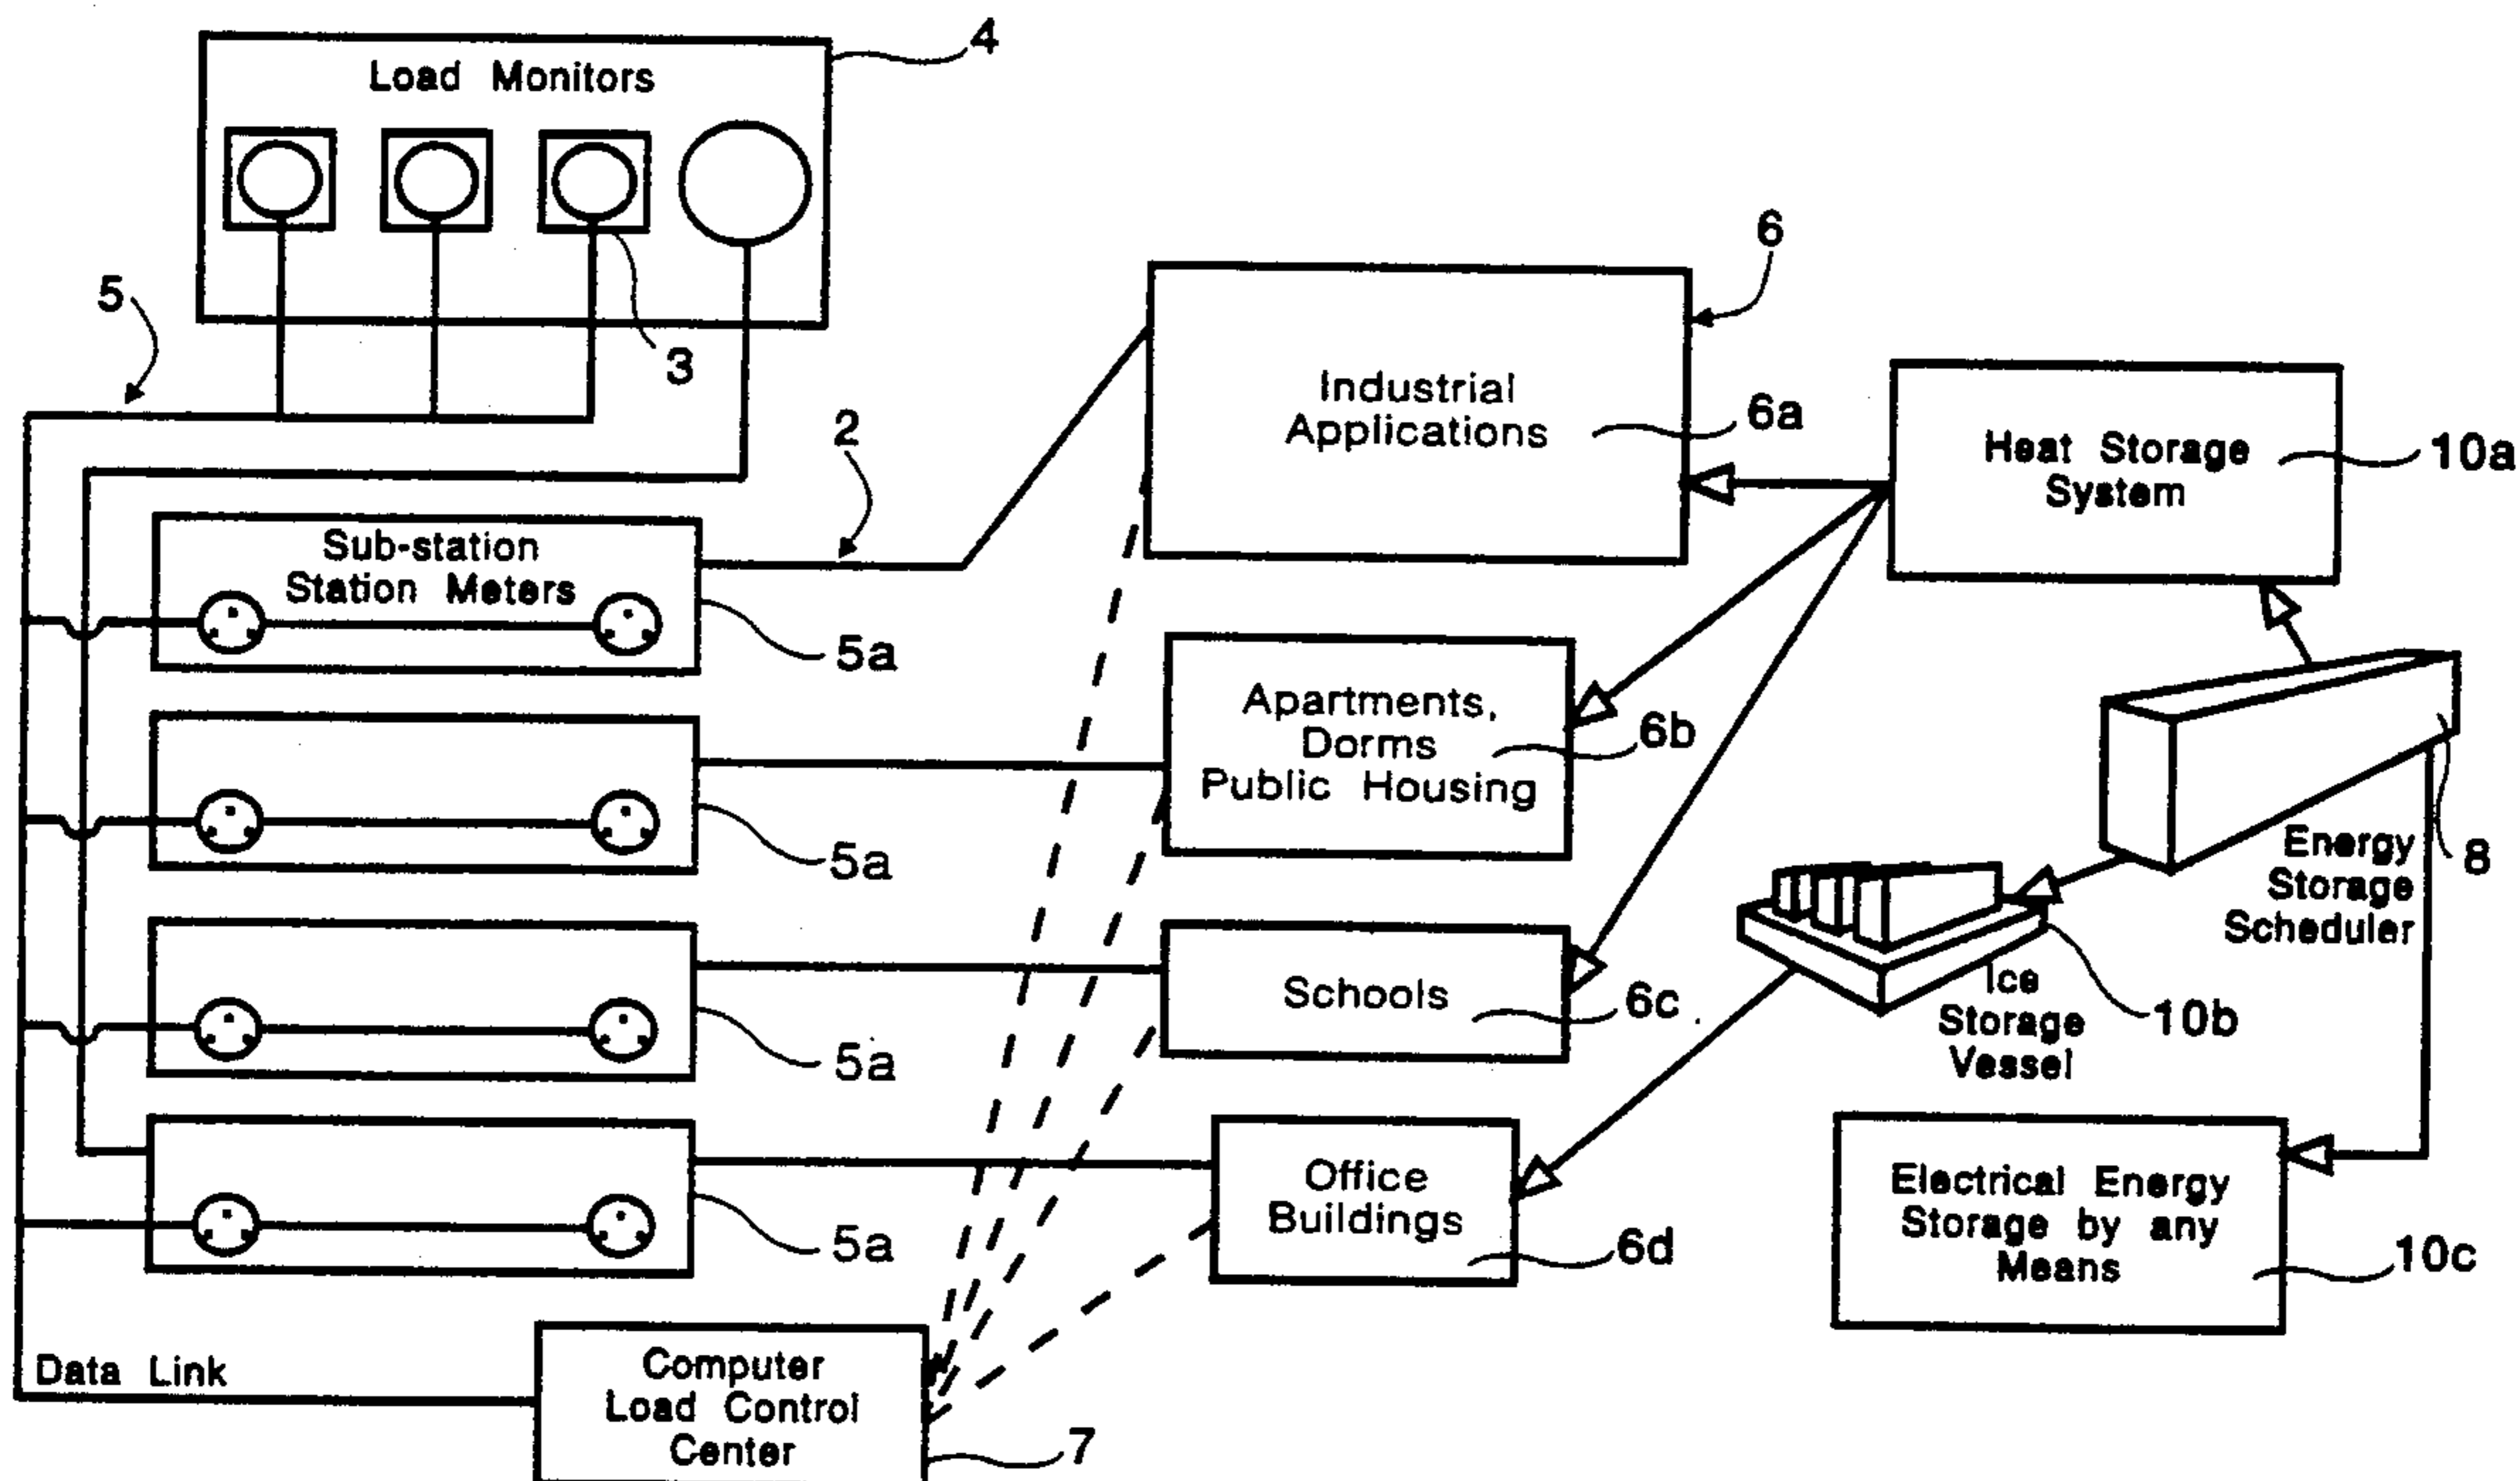 4
Load Monitors
3
5
2
6
Industrial
Applications
6a
Heat Storage
System
10a
Sub-station
Station Meters
5a
Apartments,
Dorms
Public Housing
6b
5a
8
Energy
Storage
Scheduler
Schools
6c
5a
Ice
Storage
Vessel
10b
Office
Buildings
6d
5a
Electrical Energy
Storage by any
Means
10c
Data Link
Computer
Load Control
Center
7